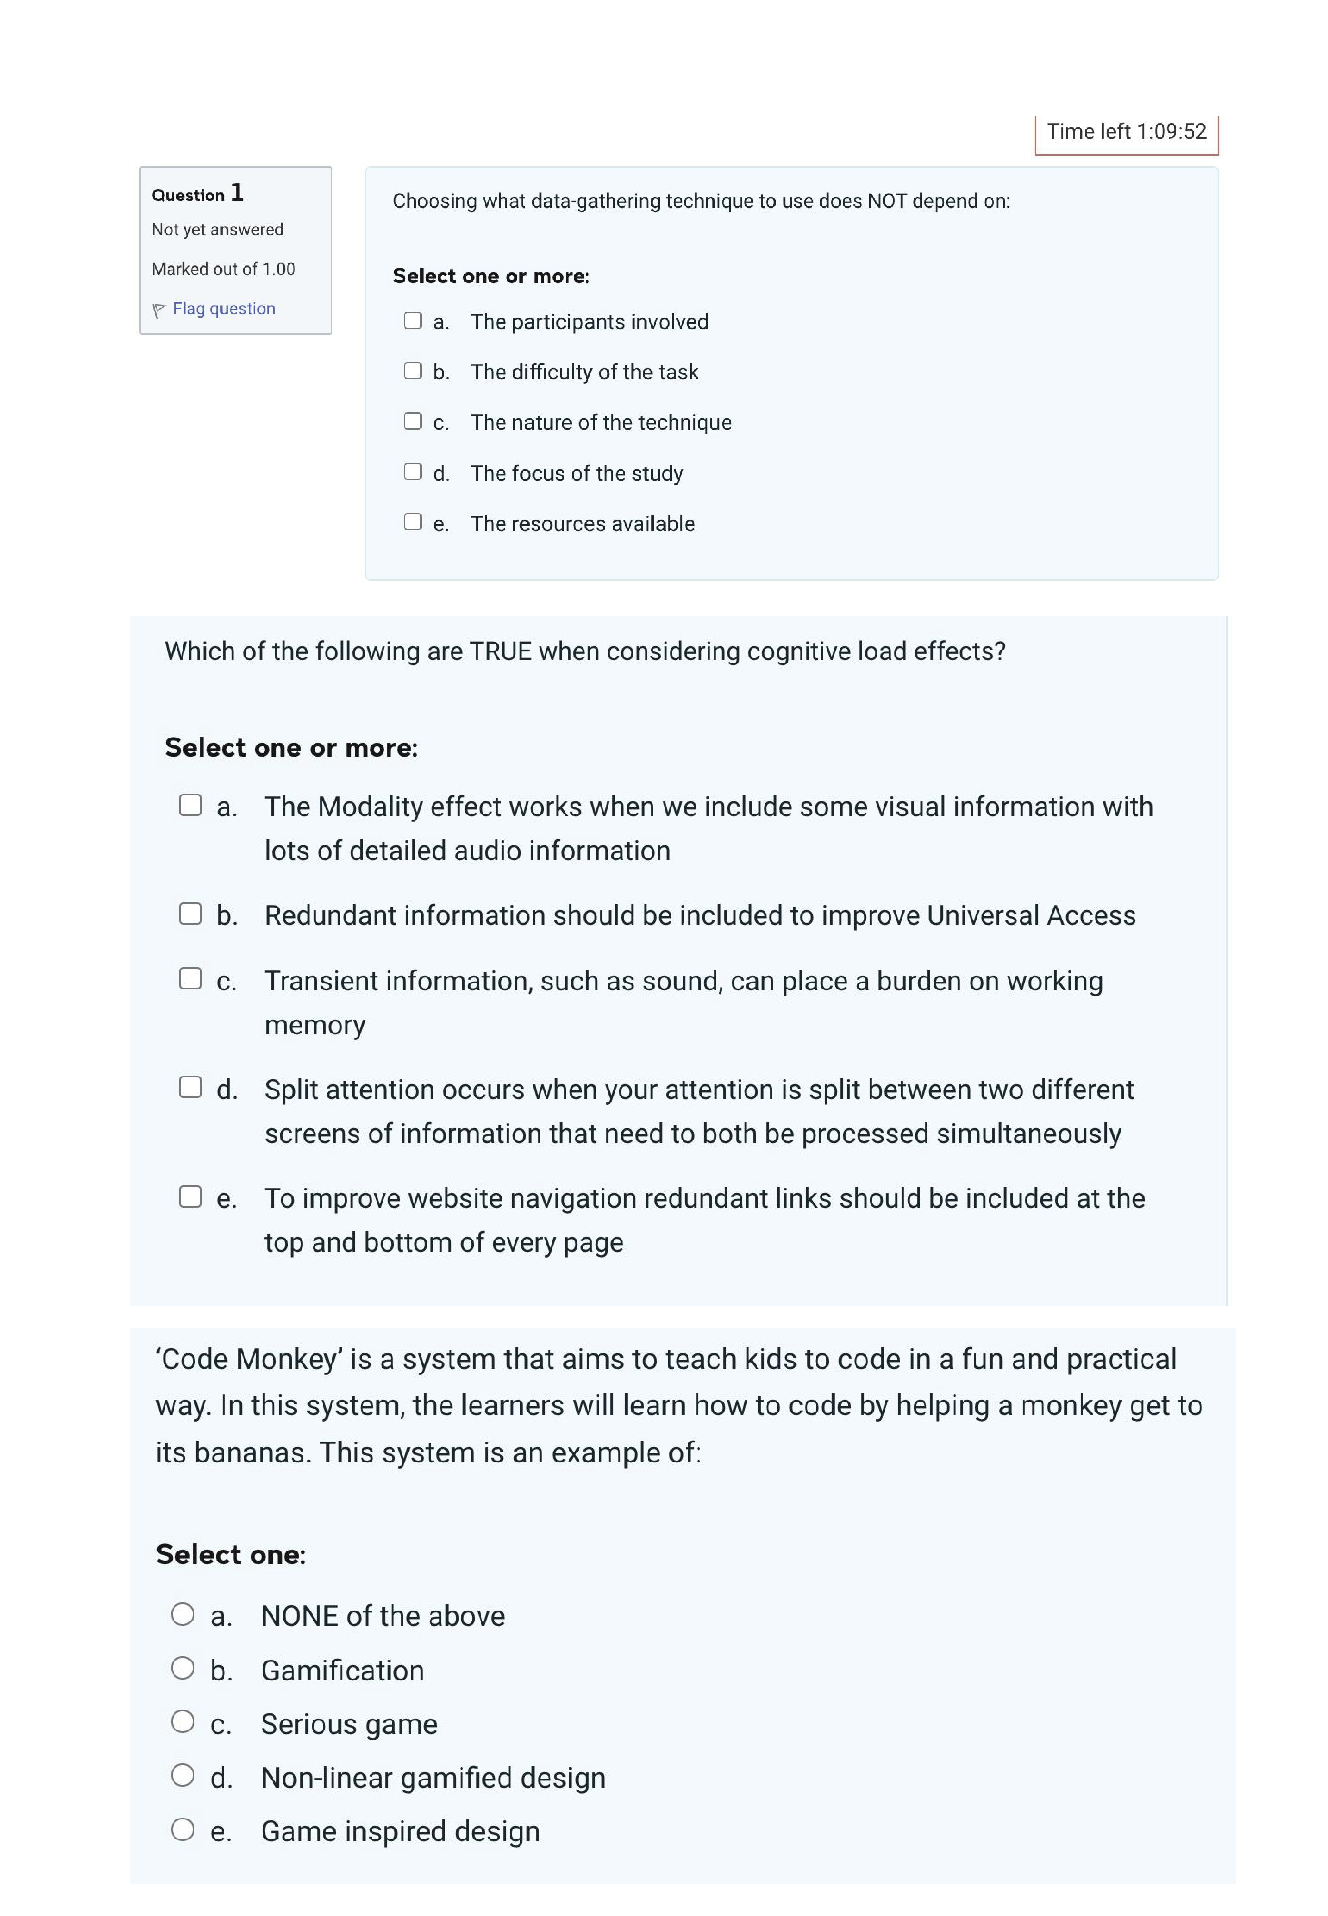 Time left 1:09:52
Question 1
Not yet answered
Marked out of 1.00
Flag question
Choosing what data-gathering technique to use does NOT depend on:
Select one or more:
a. The participants involved
b. The difficulty of the task
c. The nature of the technique
d. The focus of the study
e. The resources available
Which of the following are TRUE when considering cognitive load effects?
Select one or more:
a. The Modality effect works when we include some visual information with
lots of detailed audio information
b. Redundant information should be included to improve Universal Access
c. Transient information, such as sound, can place a burden on working
memory
d. Split attention occurs when your attention is split between two different
screens of information that need to both be processed simultaneously
e. To improve website navigation redundant links should be included at the
top and bottom of every page
‘Code Monkey’ is a system that aims to teach kids to code in a fun and practical
way. In this system, the learners will learn how to code by helping a monkey get to
its bananas. This system is an example of:
Select one:
a. NONE of the above
b. Gamification
c. Serious game
d. Non-linear gamified design
e. Game inspired design